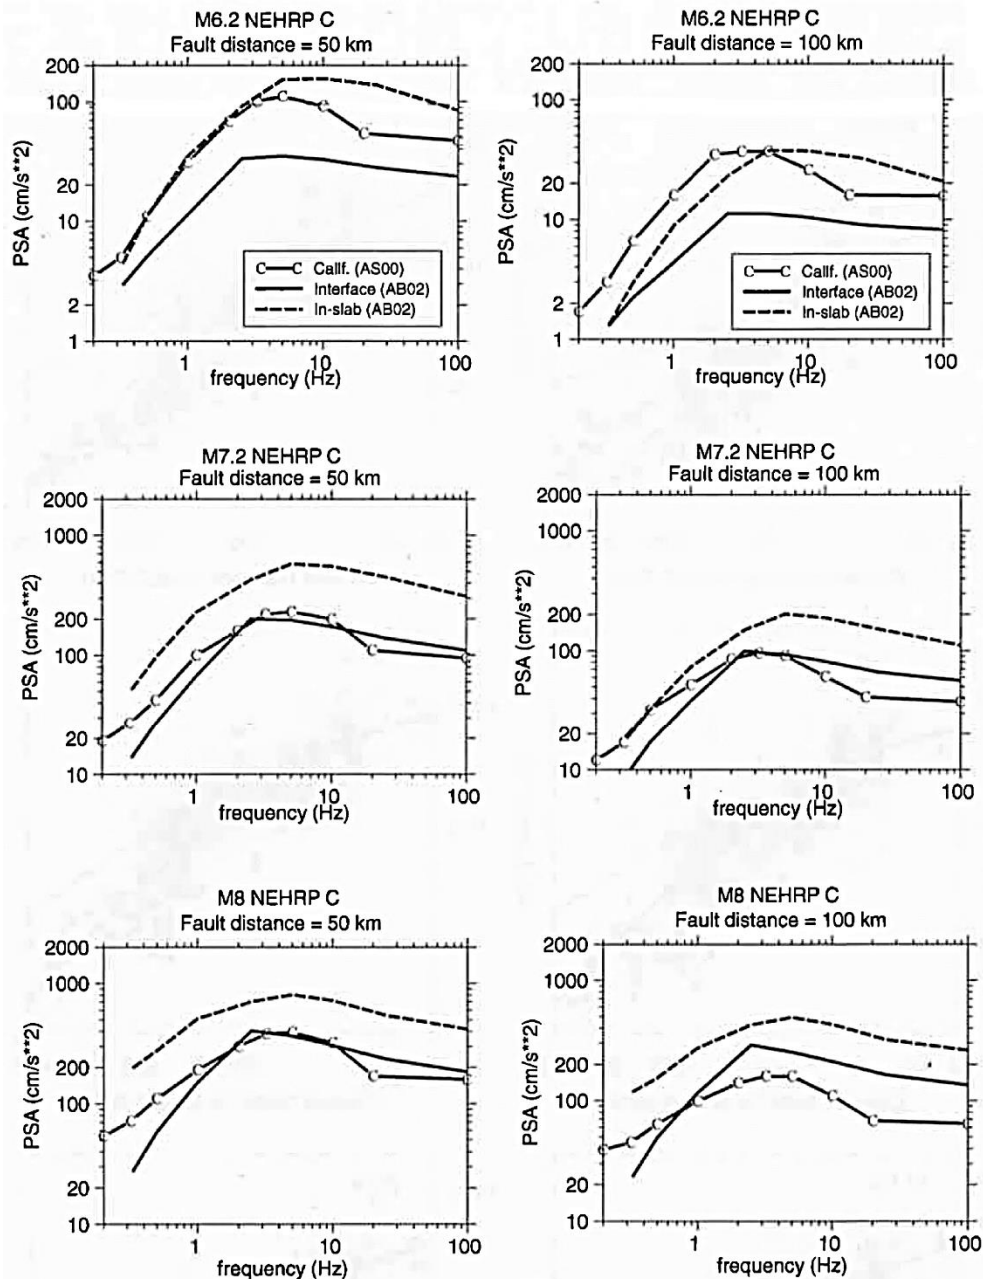 M6.2 NEHRP C
Fault distance = 50 km
200
100
20
10
2
1
PSA (cm/s**2)
C C Calif. (AS00)
Interface (AB02)
In-slab (AB02)
1 10 100
frequency (Hz)
M6.2 NEHRP C
Fault distance = 100 km
200
100
20
10
2
1
PSA (cm/s**2)
C C Calif. (AS00)
Interface (AB02)
In-slab (AB02)
1 10 100
frequency (Hz)
M7.2 NEHRP C
Fault distance = 50 km
2000
1000
200
100
20
10
PSA (cm/s**2)
1 10 100
frequency (Hz)
M7.2 NEHRP C
Fault distance = 100 km
2000
1000
200
100
20
10
PSA (cm/s**2)
1 10 100
frequency (Hz)
M8 NEHRP C
Fault distance = 50 km
2000
1000
200
100
20
10
PSA (cm/s**2)
1 10 100
frequency (Hz)
M8 NEHRP C
Fault distance = 100 km
2000
1000
200
100
20
10
PSA (cm/s**2)
1 10 100
frequency (Hz)